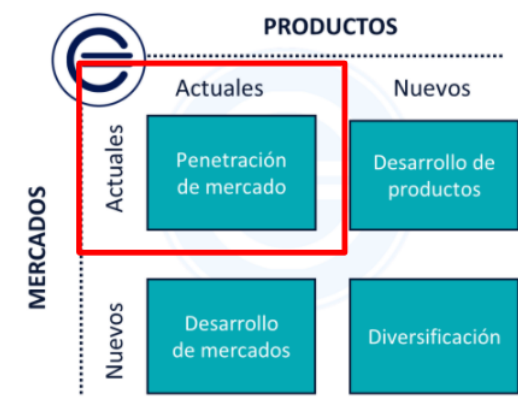 PRODUCTOS
Actuales
Nuevos
MERCADOS
Actuales
Penetración
de mercado
Desarrollo de
productos
Nuevos
Desarrollo
de mercados
Diversificación